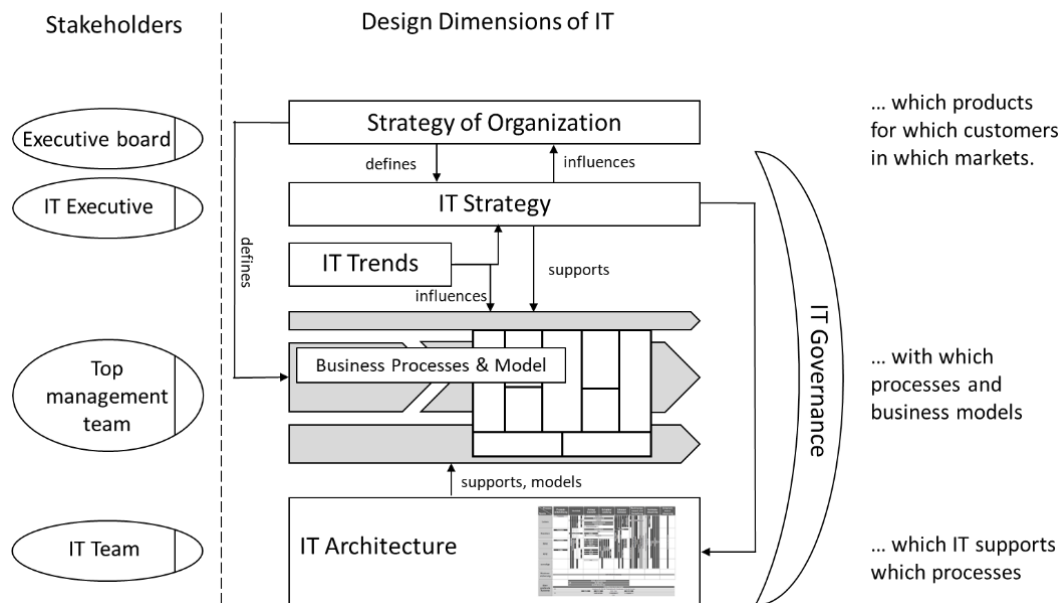 Stakeholders
Design Dimensions of IT
Executive board
Strategy of Organization
... which products
for which customers
in which markets.
defines
influences
IT Executive
IT Strategy
defines
IT Trends
supports
influences
IT Governance
Top
management
team
Business Processes & Model
... with which
processes and
business models
supports, models
IT Team
IT Architecture
... which IT supports
which processes